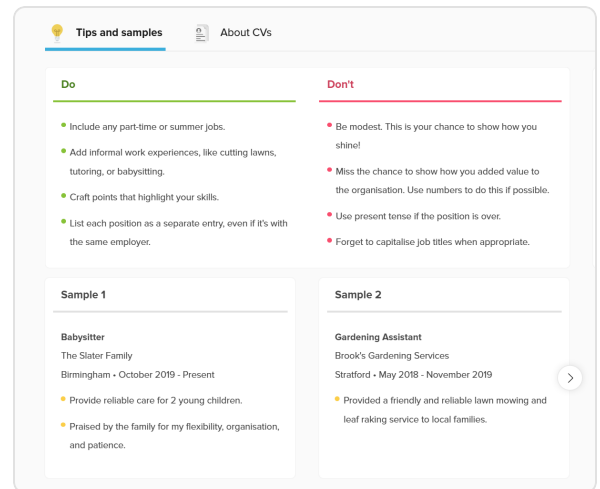 Tips and samples
About CVs
Do
• Include any part-time or summer jobs.
• Add informal work experiences, like cutting lawns,
tutoring, or babysitting.
• Craft points that highlight your skills.
• List each position as a separate entry, even if it's with
the same employer.
Don't
• Be modest. This is your chance to show how you
shine!
• Miss the chance to show how you added value to
the organisation. Use numbers to do this if possible.
• Use present tense if the position is over.
• Forget to capitalise job titles when appropriate.
Sample 1
Babysitter
The Slater Family
Birmingham • October 2019 - Present
• Provide reliable care for 2 young children.
• Praised by the family for my flexibility, organisation,
and patience.
Sample 2
Gardening Assistant
Brook's Gardening Services
Stratford • May 2018 - November 2019
• Provided a friendly and reliable lawn mowing and
leaf raking service to local families.